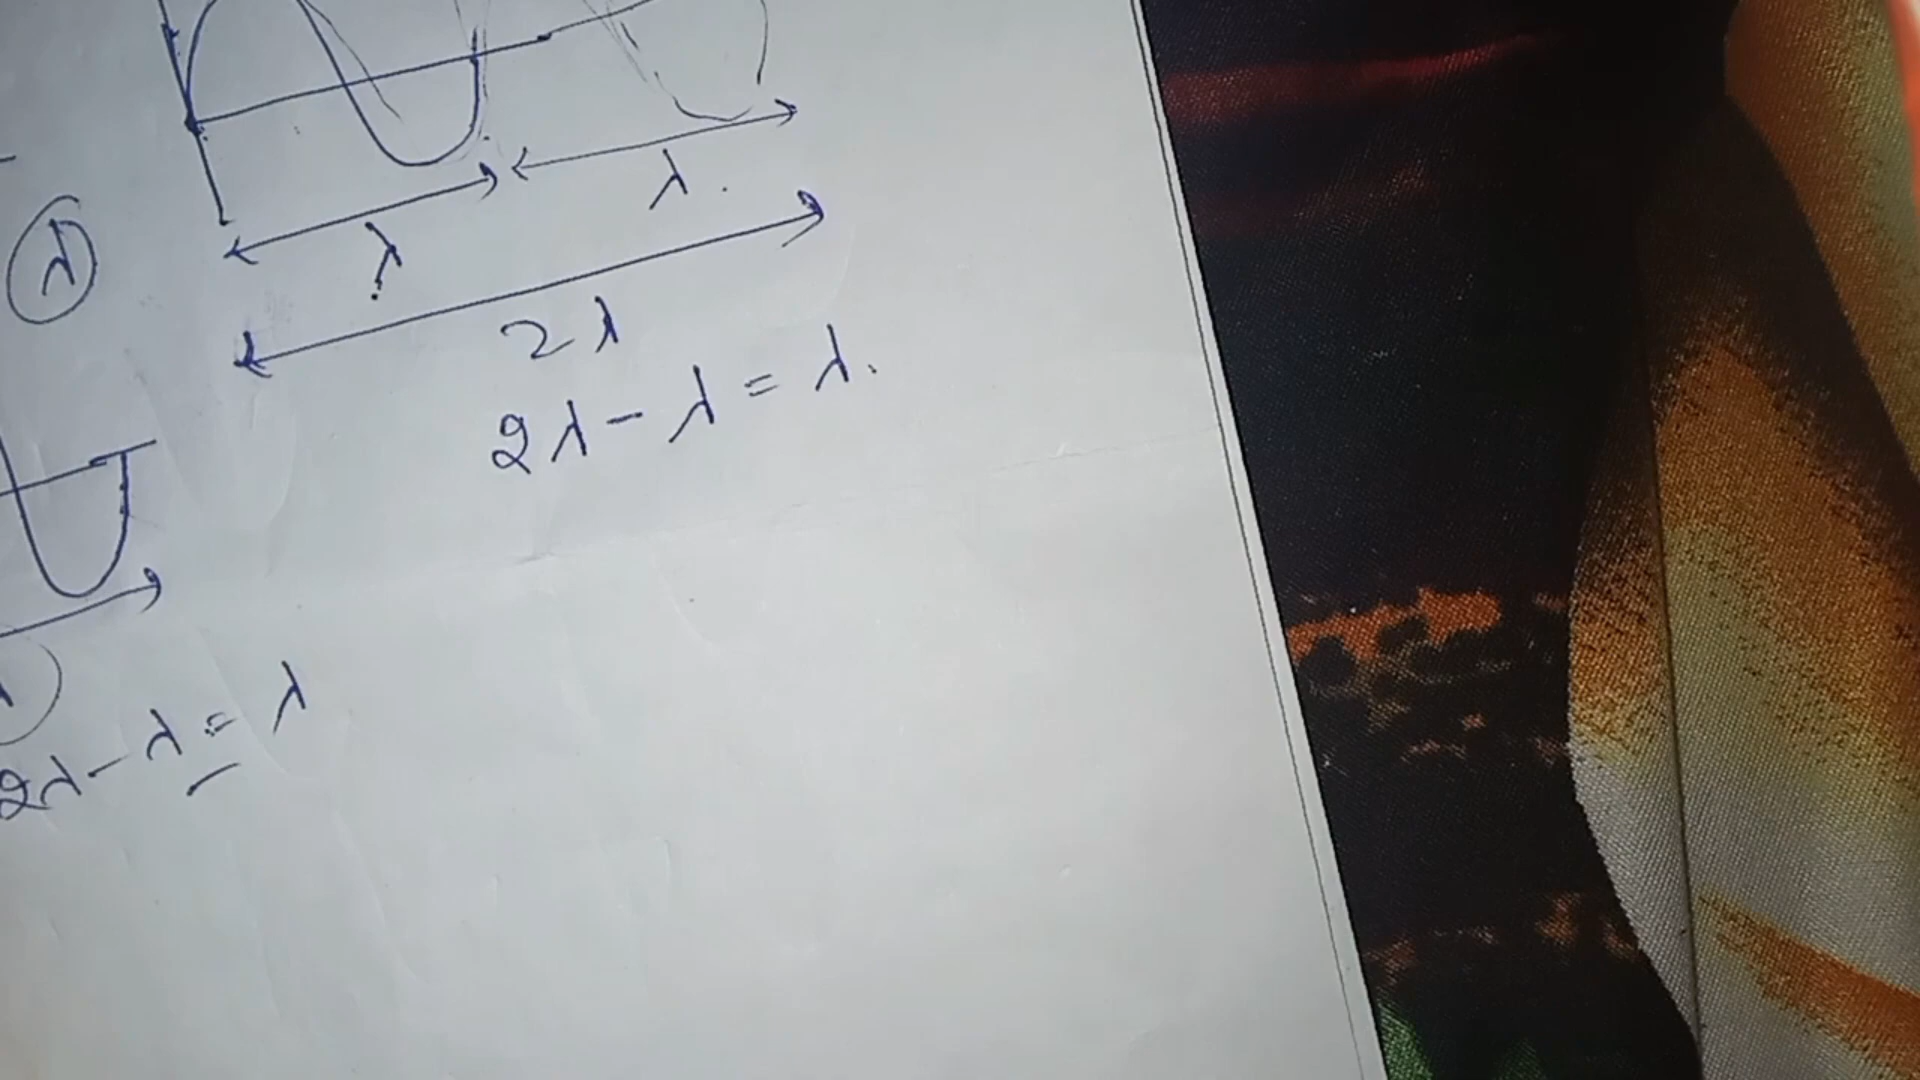 λ
λ.
λ
2λ
2λ - λ = λ.
2λ - λ = λ